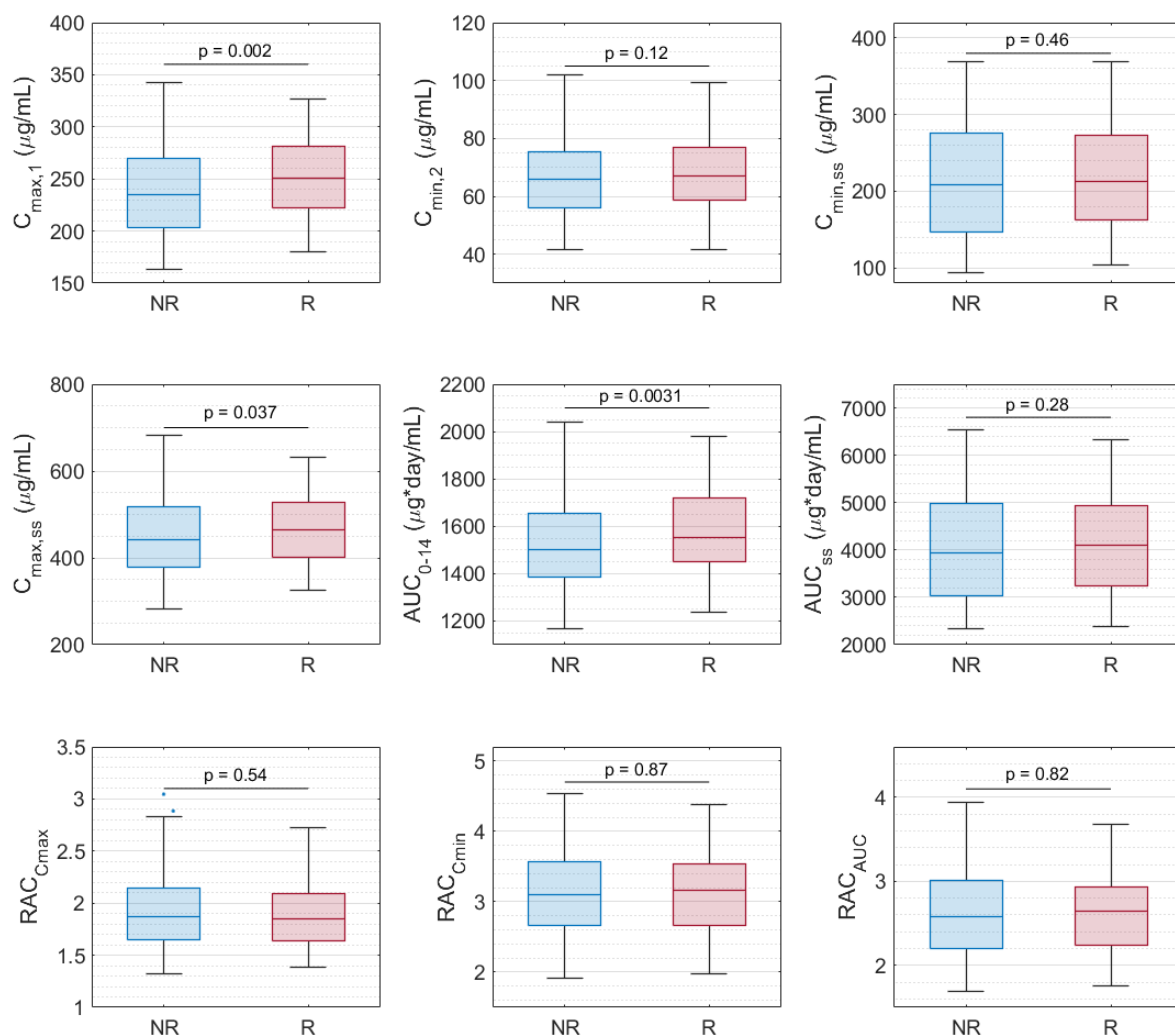 400
350
300
250
200
150
C_max,1 (μg/mL)
p = 0.002
NR R
120
100
80
60
40
C_min,2 (μg/mL)
p = 0.12
NR R
400
300
200
100
C_min,ss (μg/mL)
p = 0.46
NR R
800
600
400
200
C_max,ss (μg/mL)
p = 0.037
NR R
2200
2000
1800
1600
1400
1200
AUC_0-14 (μg*day/mL)
p = 0.0031
NR R
7000
6000
5000
4000
3000
2000
AUC_ss (μg*day/mL)
p = 0.28
NR R
3.5
3
2.5
2
1.5
1
RAC_Cmax
p = 0.54
NR R
5
4
3
2
RAC_Cmin
p = 0.87
NR R
4
3
2
RAC_AUC
p = 0.82
NR R